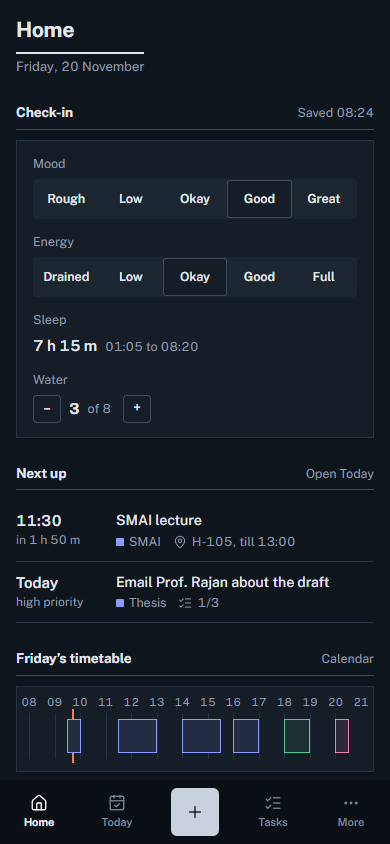 Home
Friday, 20 November
Check-in Saved 08:24
Mood
Rough Low Okay Good Great
Energy
Drained Low Okay Good Full
Sleep
7 h 15 m 01:05 to 08:20
Water
− 3 of 8 +
Next up Open Today
11:30 SMAI lecture
in 1 h 50 m SMAI H-105, till 13:00
Today Email Prof. Rajan about the draft
high priority Thesis 1/3
Friday’s timetable Calendar
08 09 10 11 12 13 14 15 16 17 18 19 20 21
Home Today + Tasks More